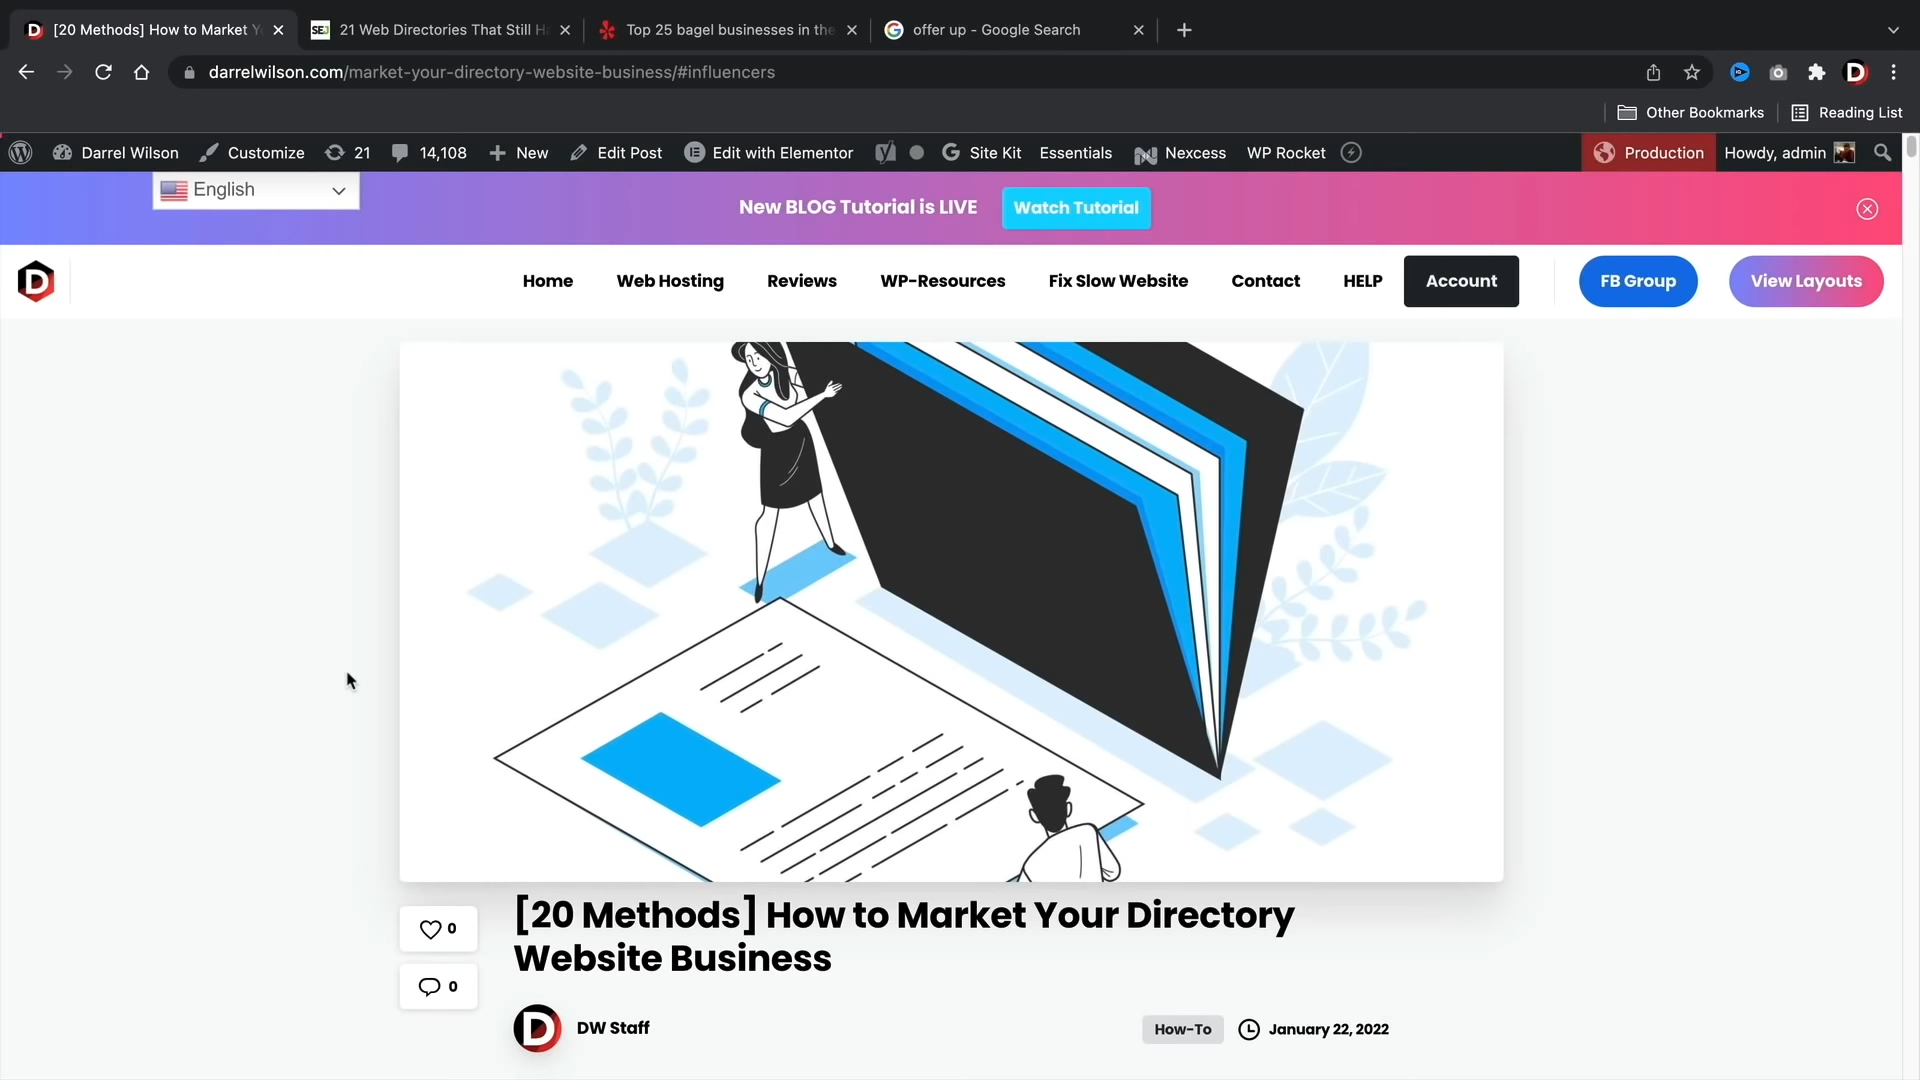 [20 Methods] How to Market Y
SEJ
21 Web Directories That Still Ha
Top 25 bagel businesses in the
offer up - Google Search
darrelwilson.com/market-your-directory-website-business/#influencers
Other Bookmarks
Reading List
Darrel Wilson
Customize
21
14,108
New
Edit Post
Edit with Elementor
Site Kit
Essentials
Nexcess
WP Rocket
Production
Howdy, admin
English
New BLOG Tutorial is LIVE
Watch Tutorial
Home
Web Hosting
Reviews
WP-Resources
Fix Slow Website
Contact
HELP
Account
FB Group
View Layouts
0
[20 Methods] How to Market Your Directory
Website Business
0
DW Staff
How-To
January 22, 2022